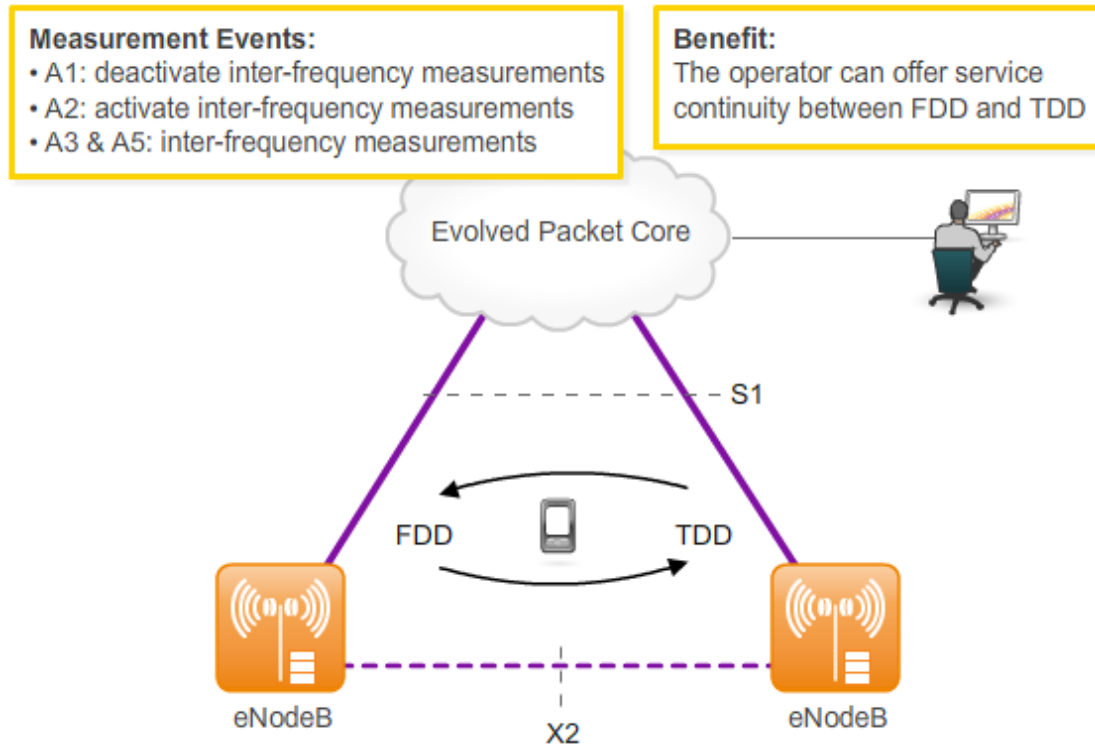 Measurement Events:
• A1: deactivate inter-frequency measurements
• A2: activate inter-frequency measurements
• A3 & A5: inter-frequency measurements
Benefit:
The operator can offer service
continuity between FDD and TDD
Evolved Packet Core
S1
FDD
TDD
eNodeB
X2
eNodeB